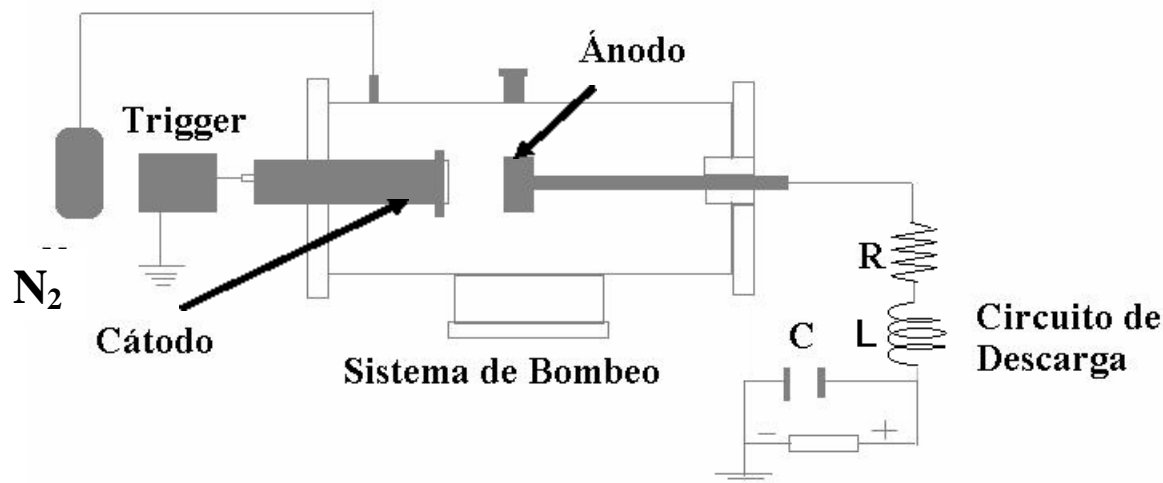 Ánodo
Trigger
N₂
Cátodo
Sistema de Bombeo
R
L
C
Circuito de
Descarga
- +